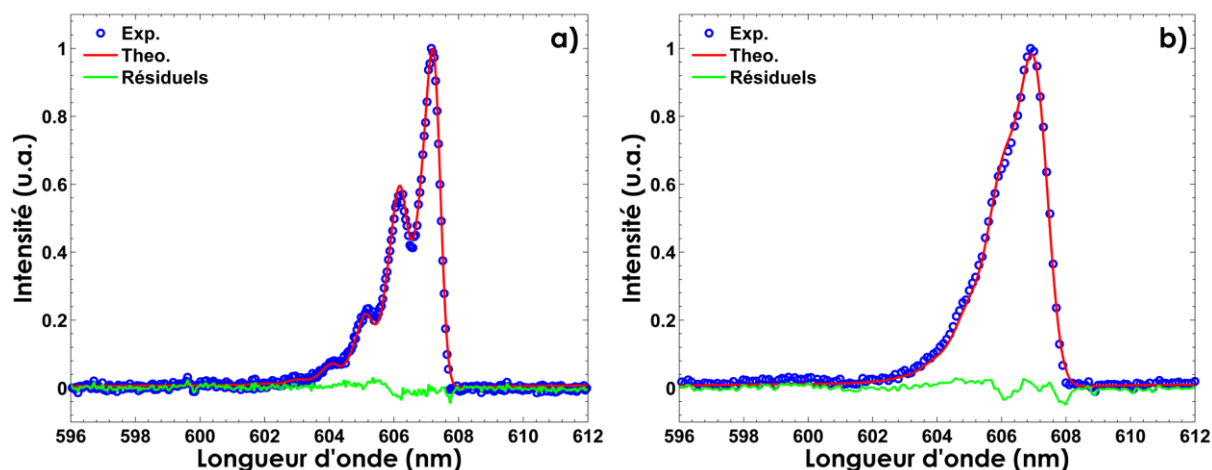 a)
Exp.
Theo.
Résiduels
1
0.8
0.6
0.4
0.2
0
Intensité (u.a.)
596 598 600 602 604 606 608 610 612
Longueur d'onde (nm)
b)
Exp.
Theo.
Résiduels
1
0.8
0.6
0.4
0.2
0
Intensité (u.a.)
596 598 600 602 604 606 608 610 612
Longueur d'onde (nm)